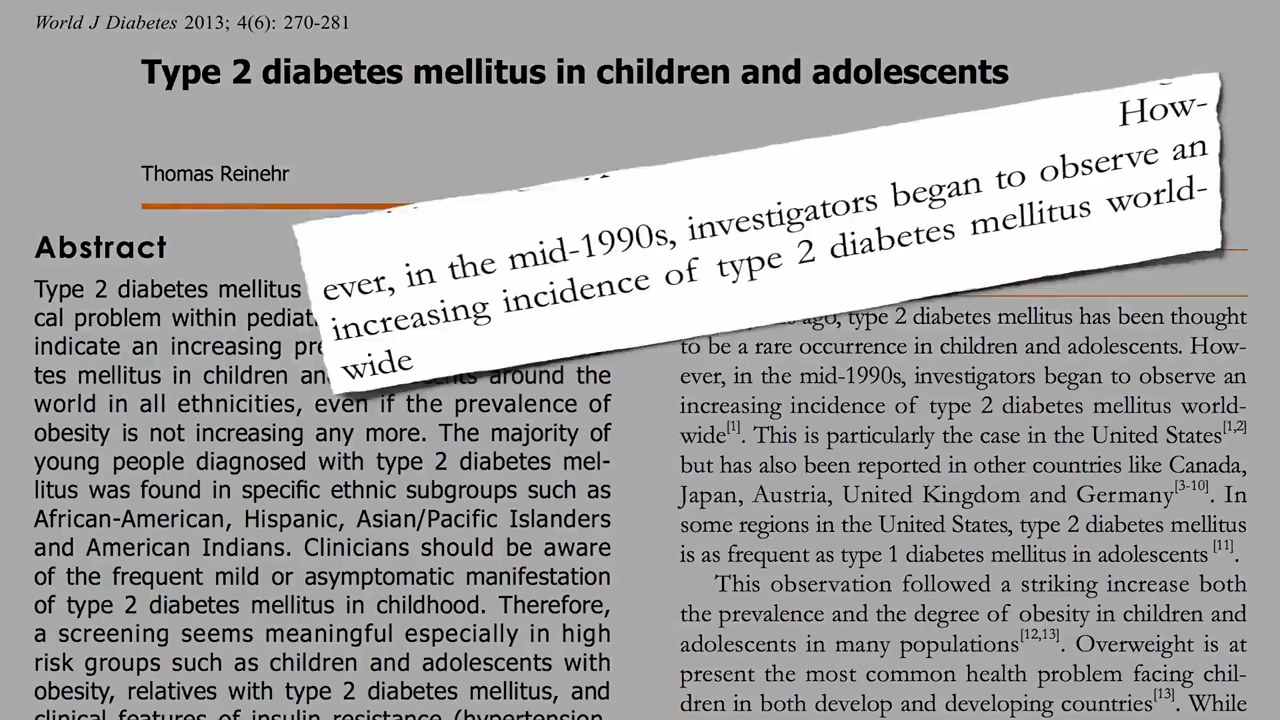 World J Diabetes 2013; 4(6): 270-281
Type 2 diabetes mellitus in children and adolescents
Thomas Reinehr
How-
ever, in the mid-1990s, investigators began to observe an
increasing incidence of type 2 diabetes mellitus world-
wide
Abstract
Type 2 diabetes mellitus
cal problem within
indicate an increasing
tes mellitus in children around the
world in all ethnicities, even if the prevalence of
obesity is not increasing any more. The majority of
young people diagnosed with type 2 diabetes mel-
litus was found in specific ethnic subgroups such as
African-American, Hispanic, Asian/Pacific Islanders
and American Indians. Clinicians should be aware
of the frequent mild or asymptomatic manifestation
of type 2 diabetes mellitus in childhood. Therefore,
a screening seems meaningful especially in high
risk groups such as children and adolescents with
obesity, relatives with type 2 diabetes mellitus, and
clinical features of insulin resistance (hypertension,
ago, type 2 diabetes mellitus has been thought
to be a rare occurrence in children and adolescents. How-
ever, in the mid-1990s, investigators began to observe an
increasing incidence of type 2 diabetes mellitus world-
wide[1]. This is particularly the case in the United States[1,2]
but has also been reported in other countries like Canada,
Japan, Austria, United Kingdom and Germany[3-10]. In
some regions in the United States, type 2 diabetes mellitus
is as frequent as type 1 diabetes mellitus in adolescents [11].
This observation followed a striking increase both
the prevalence and the degree of obesity in children and
adolescents in many populations[12,13]. Overweight is at
present the most common health problem facing chil-
dren in both develop and developing countries[13]. While